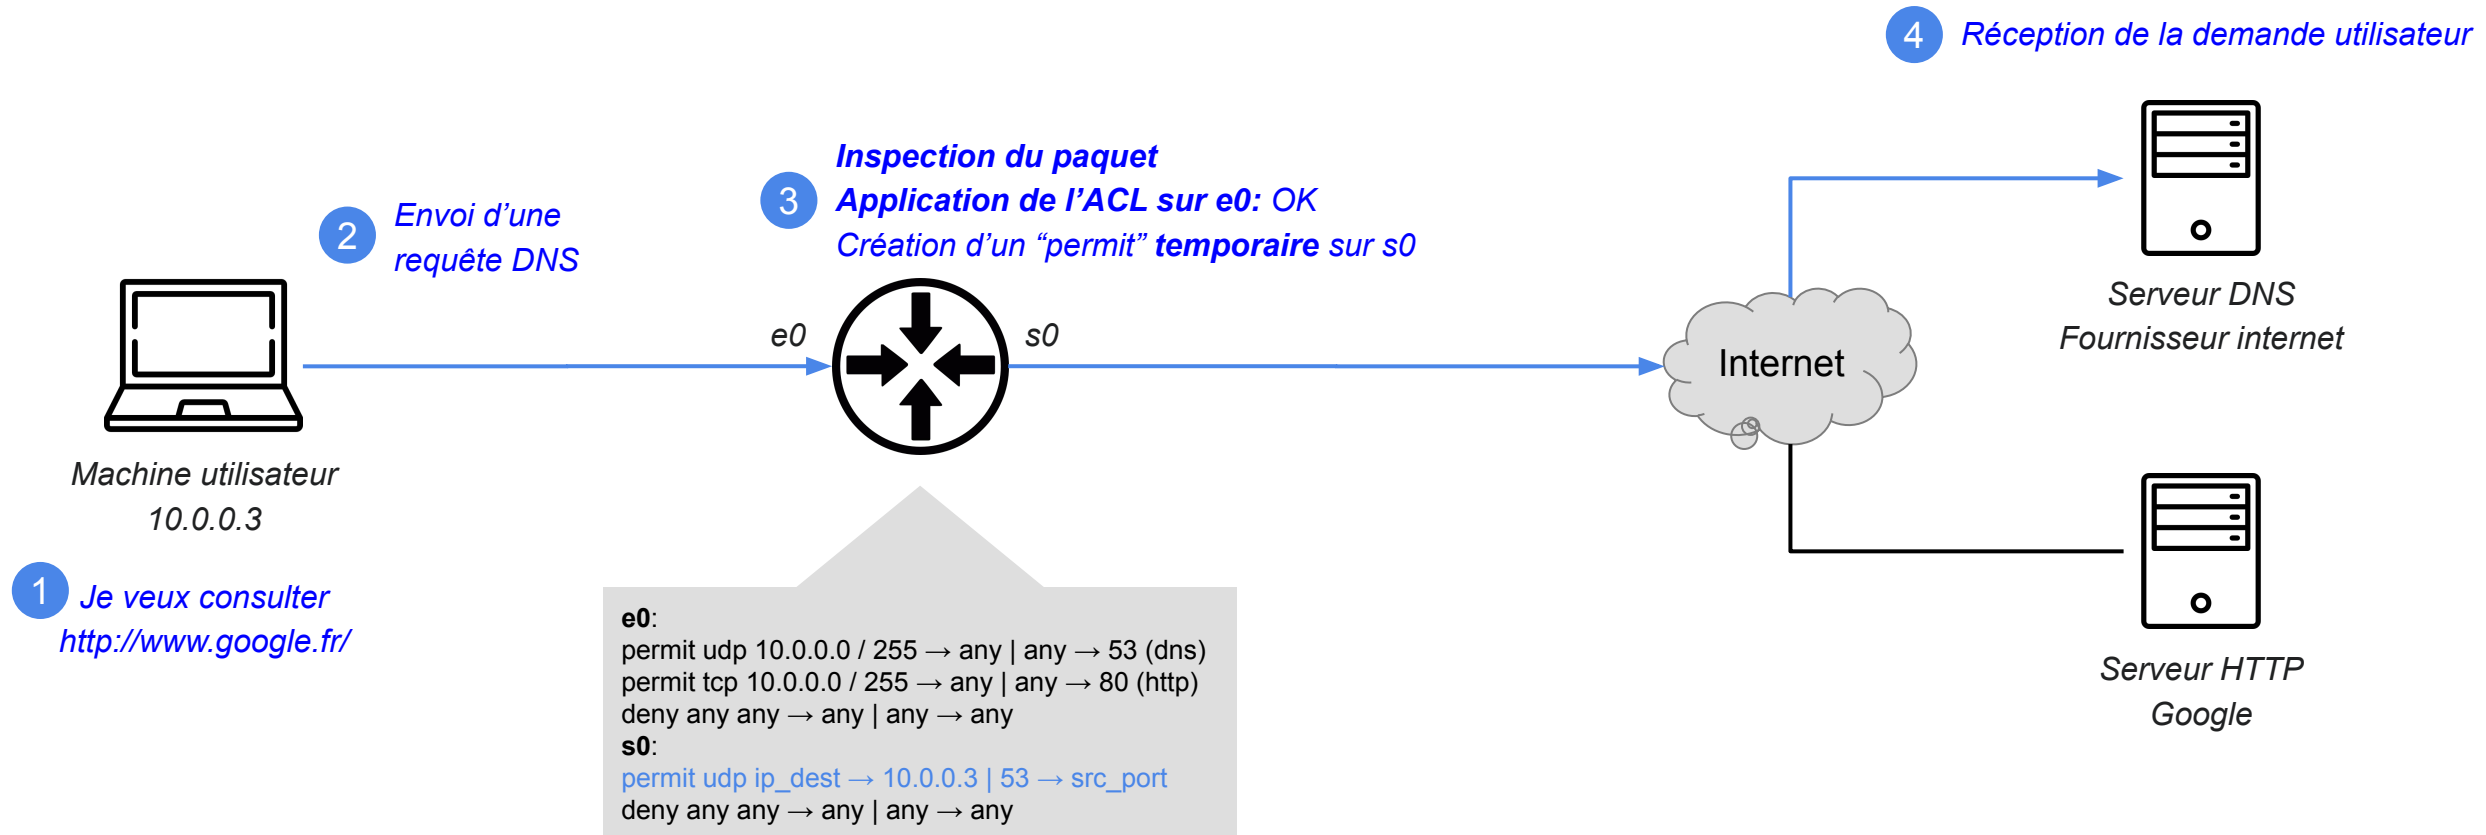 4
Réception de la demande utilisateur
Inspection du paquet
3
Application de l’ACL sur e0: OK
Création d’un “permit” temporaire sur s0
2
Envoi d’une
requête DNS
e0
s0
Serveur DNS
Fournisseur internet
Internet
Machine utilisateur
10.0.0.3
1
Je veux consulter
http://www.google.fr/
e0:
permit udp 10.0.0.0 / 255 → any | any → 53 (dns)
permit tcp 10.0.0.0 / 255 → any | any → 80 (http)
deny any any → any | any → any
s0:
permit udp ip_dest → 10.0.0.3 | 53 → src_port
deny any any → any | any → any
Serveur HTTP
Google